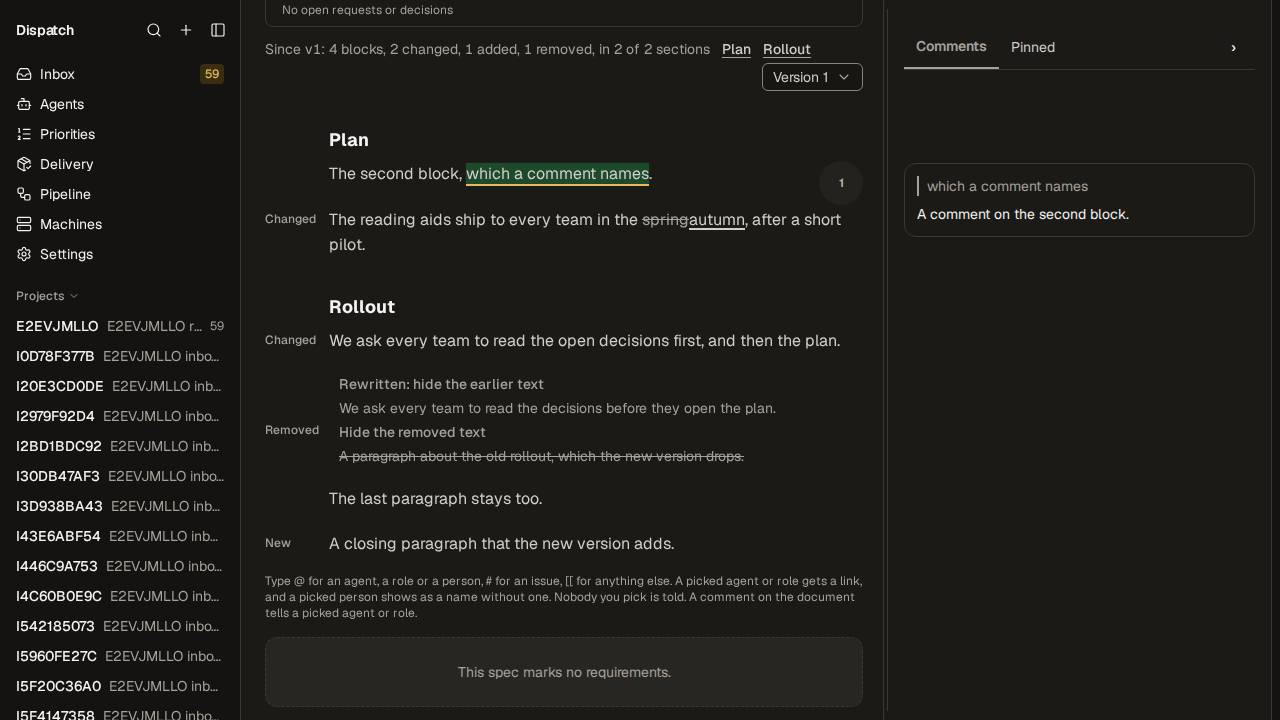 Dispatch
Inbox 59
Agents
Priorities
Delivery
Pipeline
Machines
Settings
Projects
E2EVJMLLO E2EVJMLLO r... 59
I0D78F377B E2EVJMLLO inbo...
I20E3CD0DE E2EVJMLLO inb...
I2979F92D4 E2EVJMLLO inbo...
I2BD1BDC92 E2EVJMLLO inb...
I30DB47AF3 E2EVJMLLO inbo...
I3D938BA43 E2EVJMLLO inb...
I43E6ABF54 E2EVJMLLO inb...
I446C9A753 E2EVJMLLO inbo...
I4C60B0E9C E2EVJMLLO inb...
I542185073 E2EVJMLLO inbo...
I5960FE27C E2EVJMLLO inbo...
I5F20C36A0 E2EVJMLLO inb...
I5F4147358 E2EVJMLLO inbo...
No open requests or decisions
Since v1: 4 blocks, 2 changed, 1 added, 1 removed, in 2 of 2 sections Plan Rollout
Version 1
Plan
The second block, which a comment names.
1
Changed The reading aids ship to every team in the springautumn, after a short
pilot.
Rollout
Changed We ask every team to read the open decisions first, and then the plan.
Rewritten: hide the earlier text
We ask every team to read the decisions before they open the plan.
Removed Hide the removed text
A paragraph about the old rollout, which the new version drops.
The last paragraph stays too.
New A closing paragraph that the new version adds.
Type @ for an agent, a role or a person, # for an issue, [[ for anything else. A picked agent or role gets a link,
and a picked person shows as a name without one. Nobody you pick is told. A comment on the document
tells a picked agent or role.
This spec marks no requirements.
Comments Pinned ›
which a comment names
A comment on the second block.